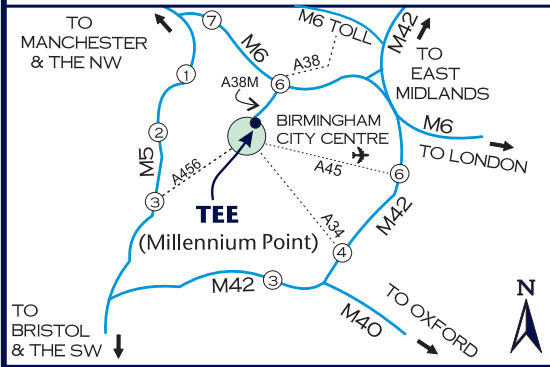 TO
MANCHESTER
& THE NW
7
M6
M6 TOLL
M42
A38
TO
EAST
MIDLANDS
1
A38M
6
BIRMINGHAM
CITY CENTRE
M6
TO LONDON
2
M5
A456
A45
6
3
TEE
(Millennium Point)
A34
M42
4
M42
3
TO
BRISTOL
& THE SW
M40
TO OXFORD
N